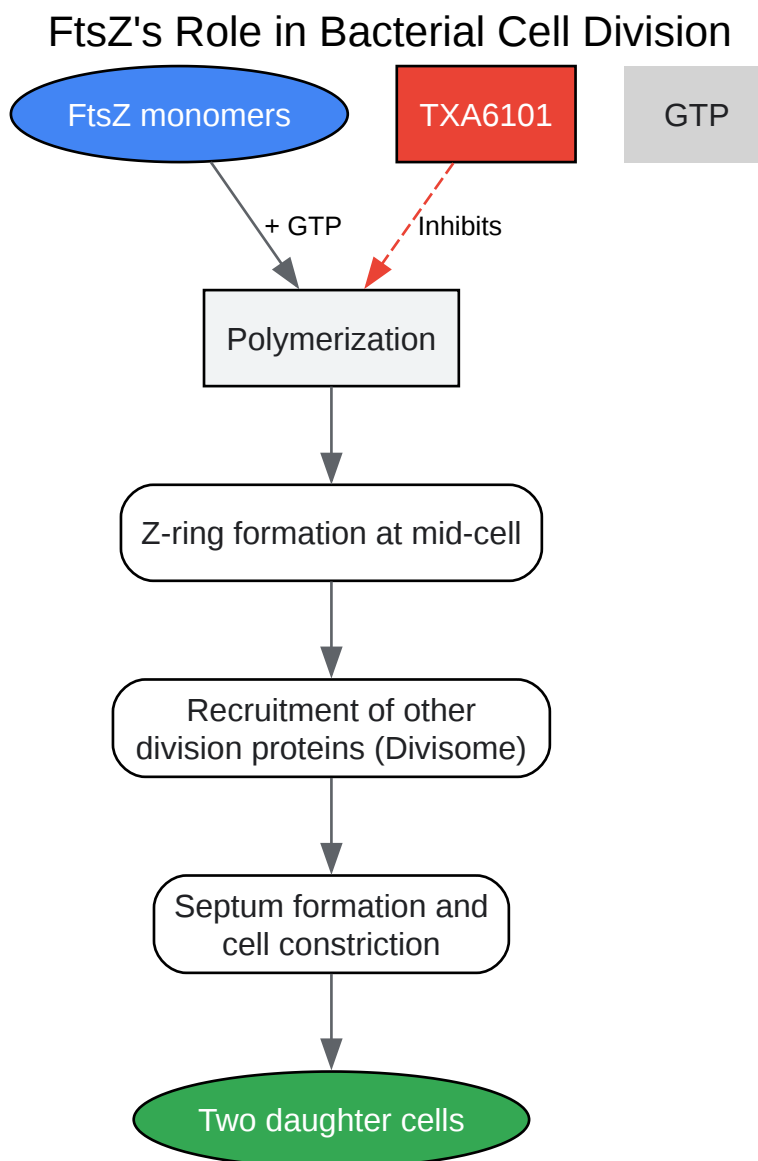 FtsZ's Role in Bacterial Cell Division
FtsZ monomers
TXA6101
GTP
+ GTP
Inhibits
Polymerization
Z-ring formation at mid-cell
Recruitment of other
division proteins (Divisome)
Septum formation and
cell constriction
Two daughter cells